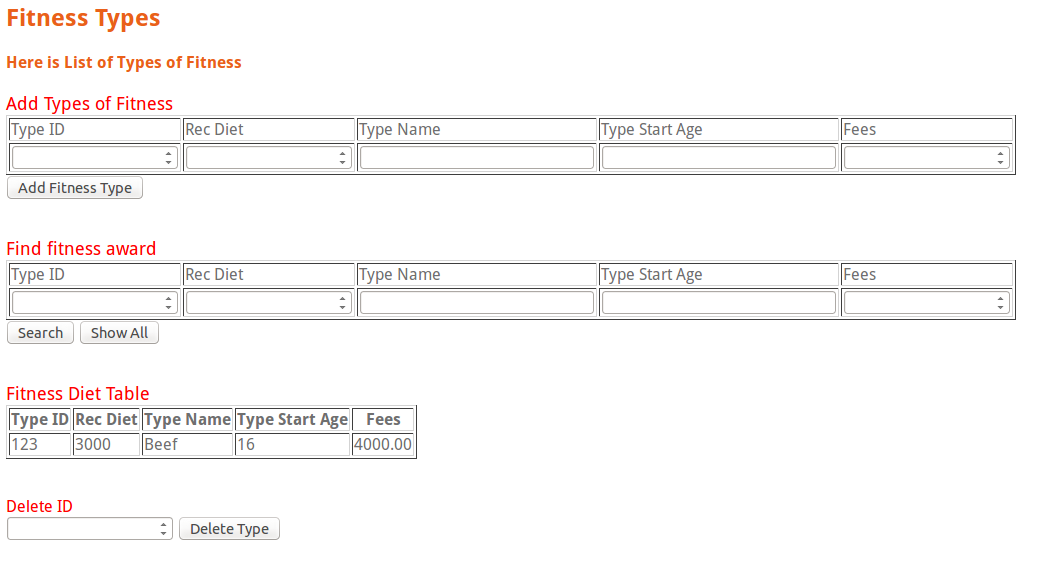 Fitness Types
Here is List of Types of Fitness
Add Types of Fitness
Type ID Rec Diet Type Name Type Start Age Fees
Add Fitness Type
Find fitness award
Type ID Rec Diet Type Name Type Start Age Fees
Search Show All
Fitness Diet Table
Type ID Rec Diet Type Name Type Start Age Fees
123 3000 Beef 16 4000.00
Delete ID
Delete Type